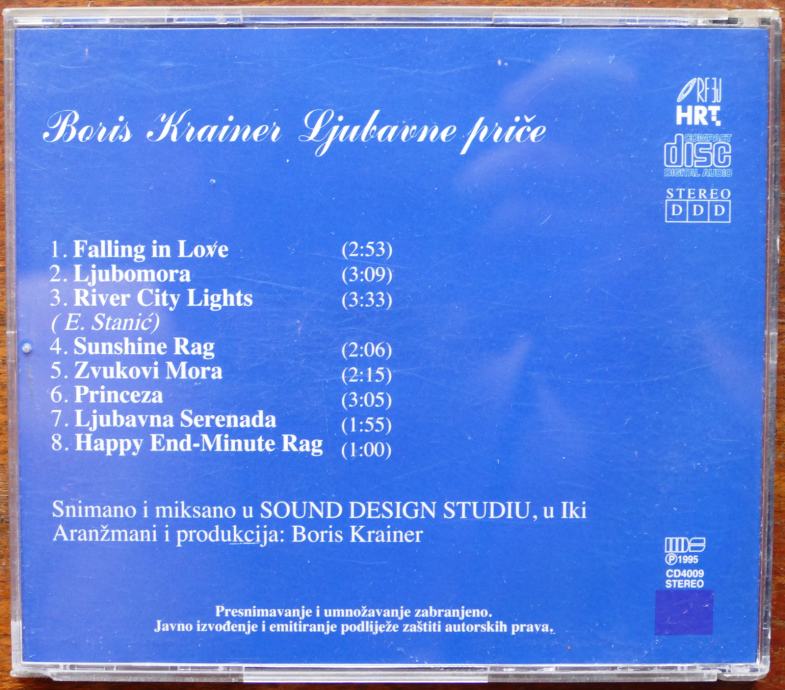 Boris Krainer Ljubavne priče
HRT
COMPACT
disc
DIGITAL AUDIO
STEREO
D D D
1. Falling in Love (2:53)
2. Ljubomora (3:09)
3. River City Lights (3:33)
( E. Stanić)
4. Sunshine Rag (2:06)
5. Zvukovi Mora (2:15)
6. Princeza (3:05)
7. Ljubavna Serenada (1:55)
8. Happy End-Minute Rag (1:00)
Snimano i miksano u SOUND DESIGN STUDIU, u Iki
Aranžmani i produkcija: Boris Krainer
℗1995
CD4009
STEREO
Presnimavanje i umnožavanje zabranjeno.
Javno izvođenje i emitiranje podliježe zaštiti autorskih prava.